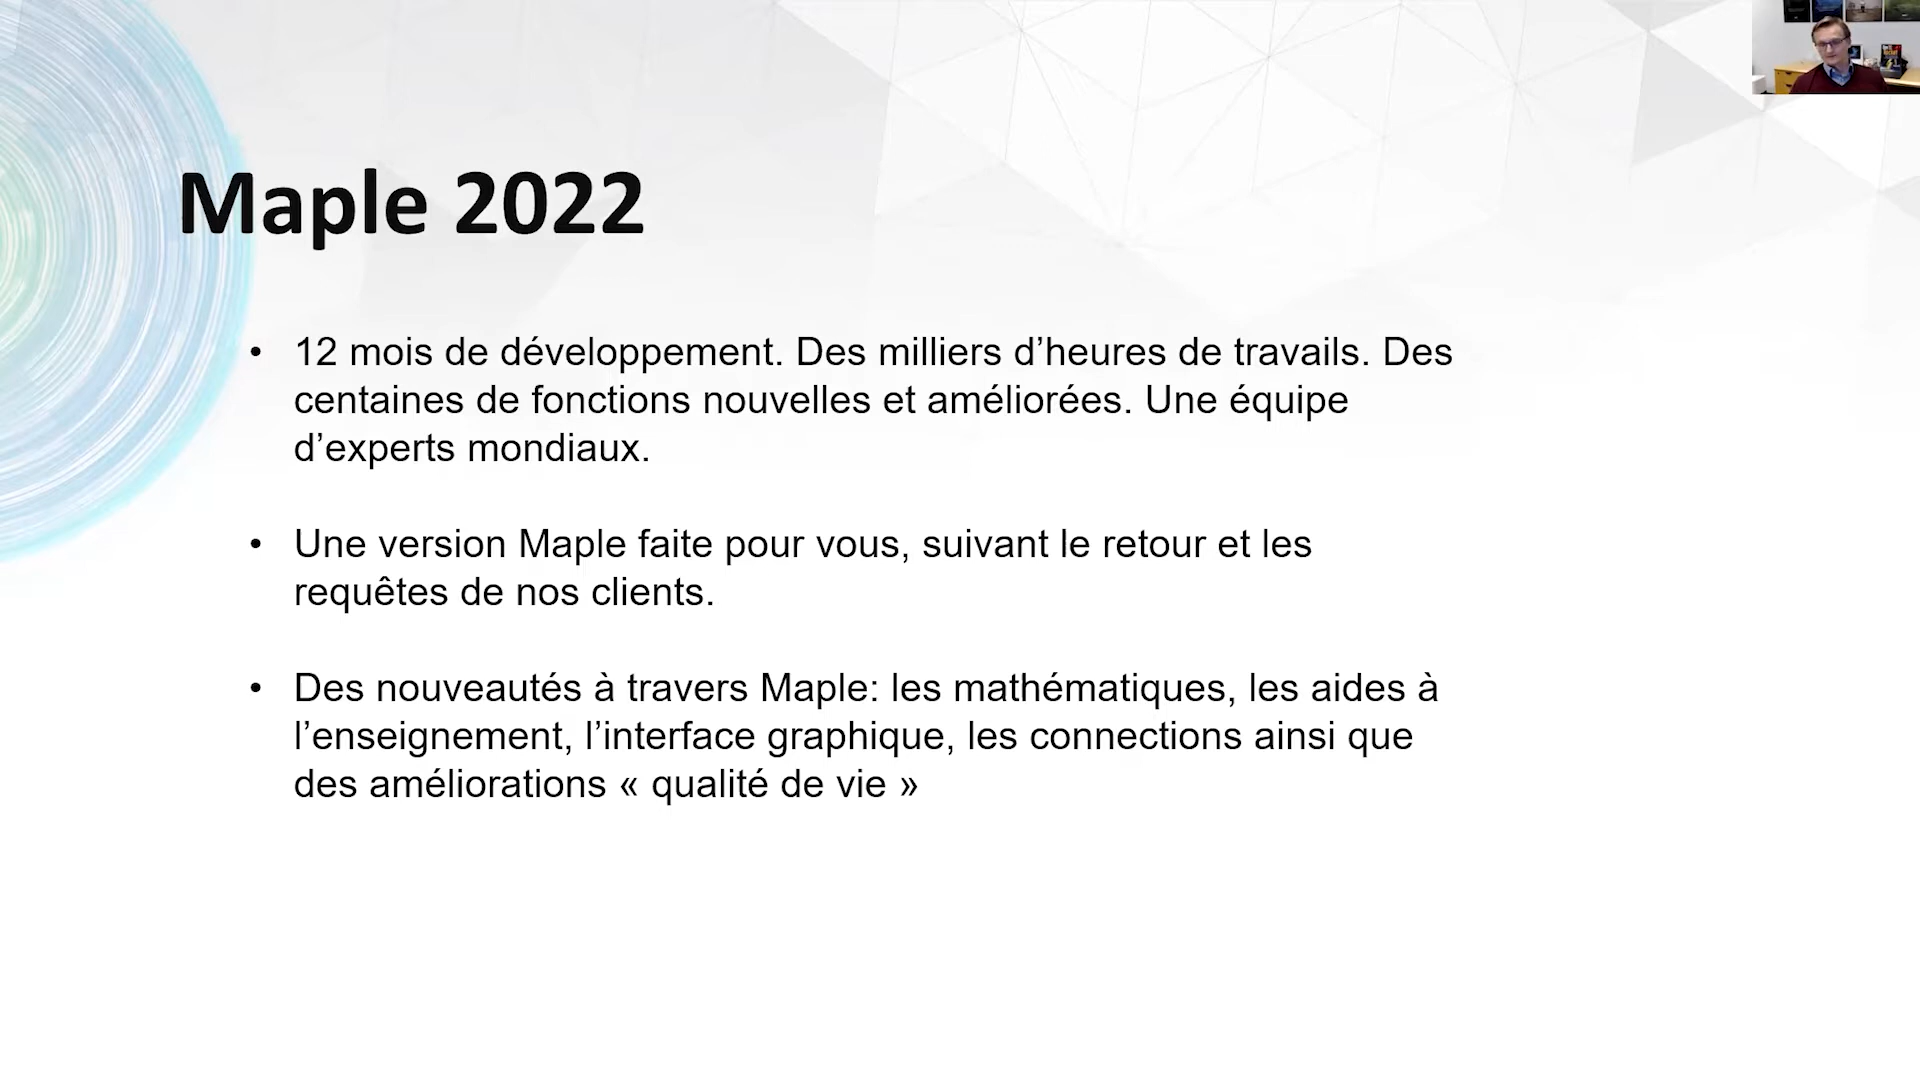 Maple 2022
• 12 mois de développement. Des milliers d’heures de travails. Des
centaines de fonctions nouvelles et améliorées. Une équipe
d’experts mondiaux.
• Une version Maple faite pour vous, suivant le retour et les
requêtes de nos clients.
• Des nouveautés à travers Maple: les mathématiques, les aides à
l’enseignement, l’interface graphique, les connections ainsi que
des améliorations « qualité de vie »